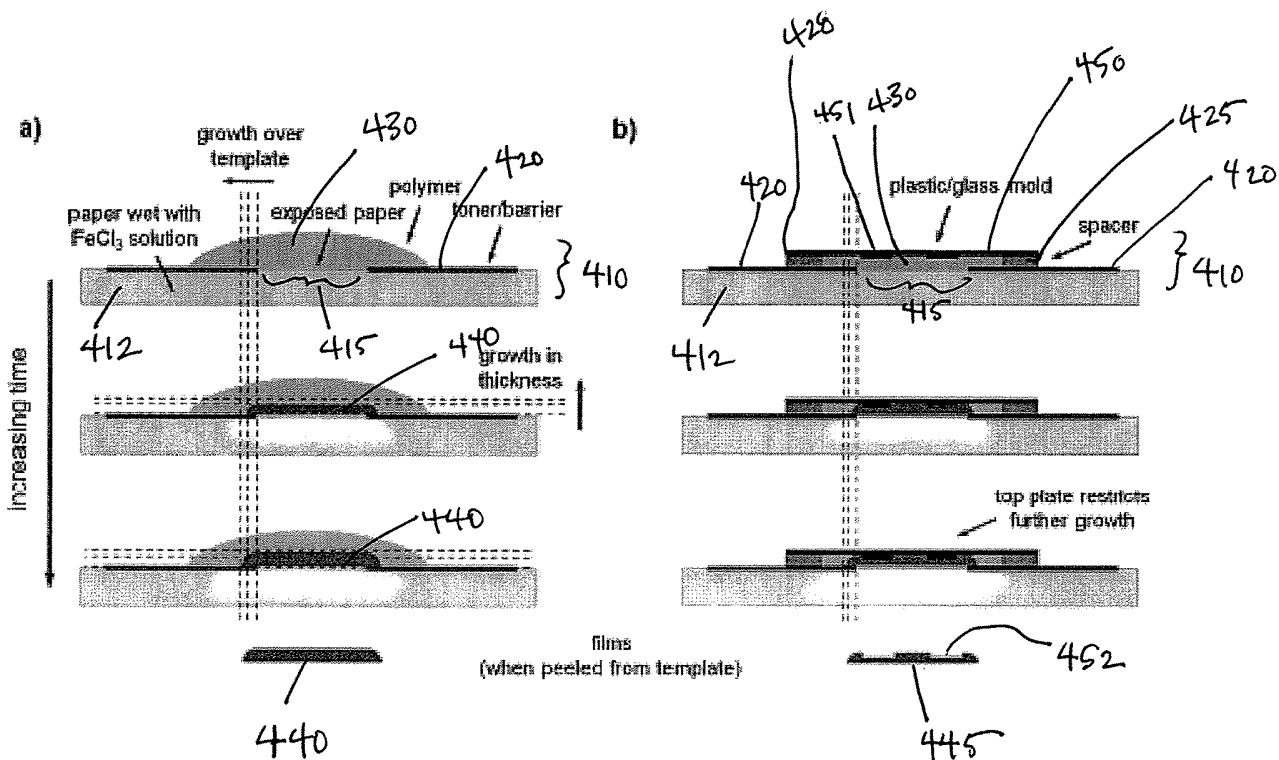 a)
growth over
template
430
420
polymer
toner/barrier
exposed paper
paper wet with
FeCl3 solution
410
412
415
440
growth in
thickness
increasing time
440
440
films
(when peeled from template)
b)
428
451
430
450
425
420
plastic/glass mold
420
spacer
410
415
412
top plate restricts
further growth
452
445